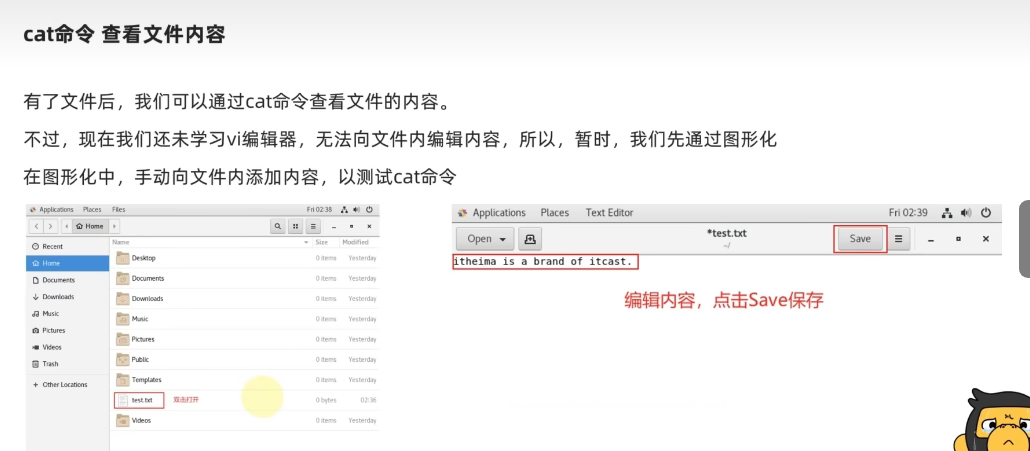 cat命令 查看文件内容
有了文件后，我们可以通过cat命令查看文件的内容。
不过，现在我们还未学习vi编辑器，无法向文件内编辑内容，所以，暂时，我们先通过图形化
在图形化中，手动向文件内添加内容，以测试cat命令
Applications Places Files Fri 02:38
Home
Name Size Modified
Recent
Home
Documents
Downloads
Music
Pictures
Videos
Trash
+ Other Locations
Desktop 0 items Yesterday
Documents 0 items Yesterday
Downloads 0 items Yesterday
Music 0 items Yesterday
Pictures 0 items Yesterday
Public 0 items Yesterday
Templates 0 items Yesterday
test.txt 双击打开 0 bytes 02:36
Videos 0 items Yesterday
Applications Places Text Editor Fri 02:39
Open *test.txt Save
~/
itheima is a brand of itcast.
编辑内容，点击Save保存